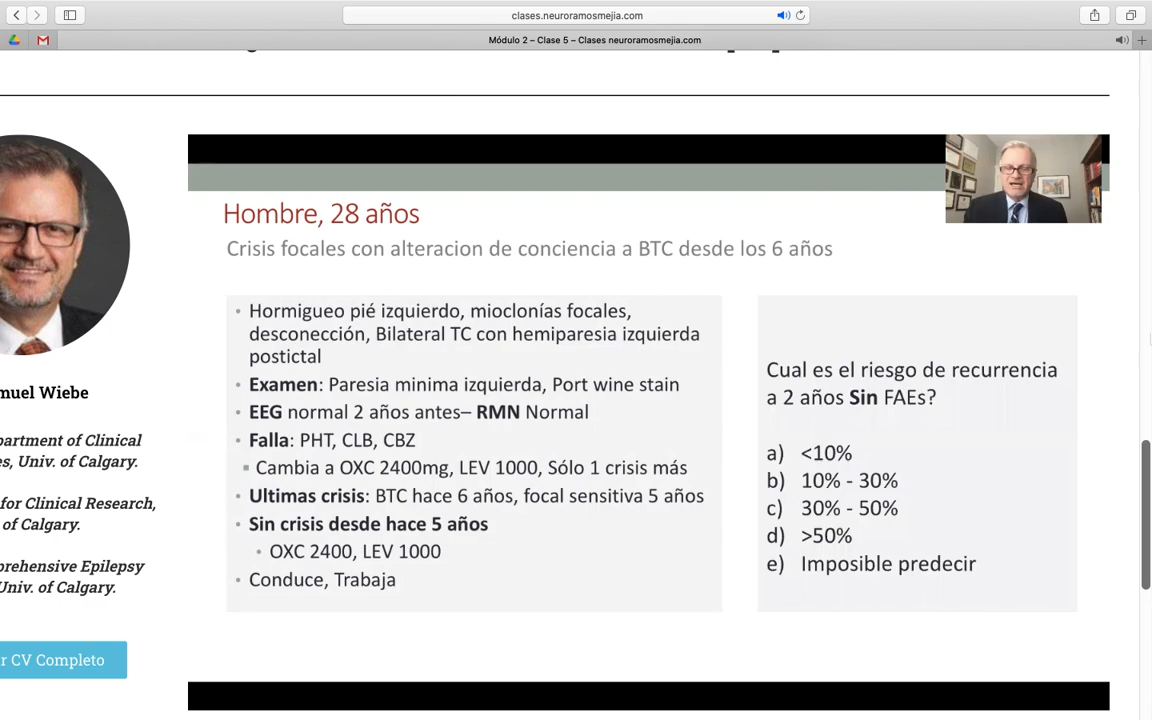 clases.neuroramosmejia.com
Módulo 2 – Clase 5 – Clases neuroramosmejia.com
Hombre, 28 años
Crisis focales con alteracion de conciencia a BTC desde los 6 años
• Hormigueo pié izquierdo, mioclonías focales,
desconección, Bilateral TC con hemiparesia izquierda
postictal
• Examen: Paresia minima izquierda, Port wine stain
• EEG normal 2 años antes– RMN Normal
• Falla: PHT, CLB, CBZ
▪ Cambia a OXC 2400mg, LEV 1000, Sólo 1 crisis más
• Ultimas crisis: BTC hace 6 años, focal sensitiva 5 años
• Sin crisis desde hace 5 años
• OXC 2400, LEV 1000
• Conduce, Trabaja
Cual es el riesgo de recurrencia
a 2 años Sin FAEs?
a) <10%
b) 10% - 30%
c) 30% - 50%
d) >50%
e) Imposible predecir
muel Wiebe
partment of Clinical
es, Univ. of Calgary.
for Clinical Research,
of Calgary.
prehensive Epilepsy
Univ. of Calgary.
r CV Completo